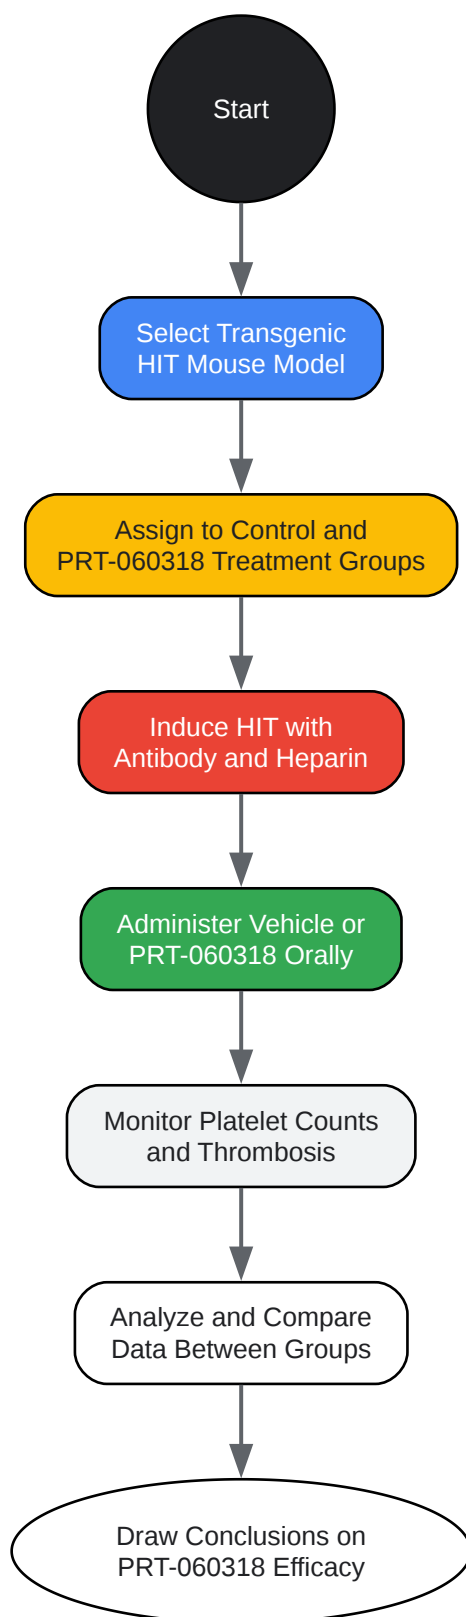 Start
Select Transgenic
HIT Mouse Model
Assign to Control and
PRT-060318 Treatment Groups
Induce HIT with
Antibody and Heparin
Administer Vehicle or
PRT-060318 Orally
Monitor Platelet Counts
and Thrombosis
Analyze and Compare
Data Between Groups
Draw Conclusions on
PRT-060318 Efficacy